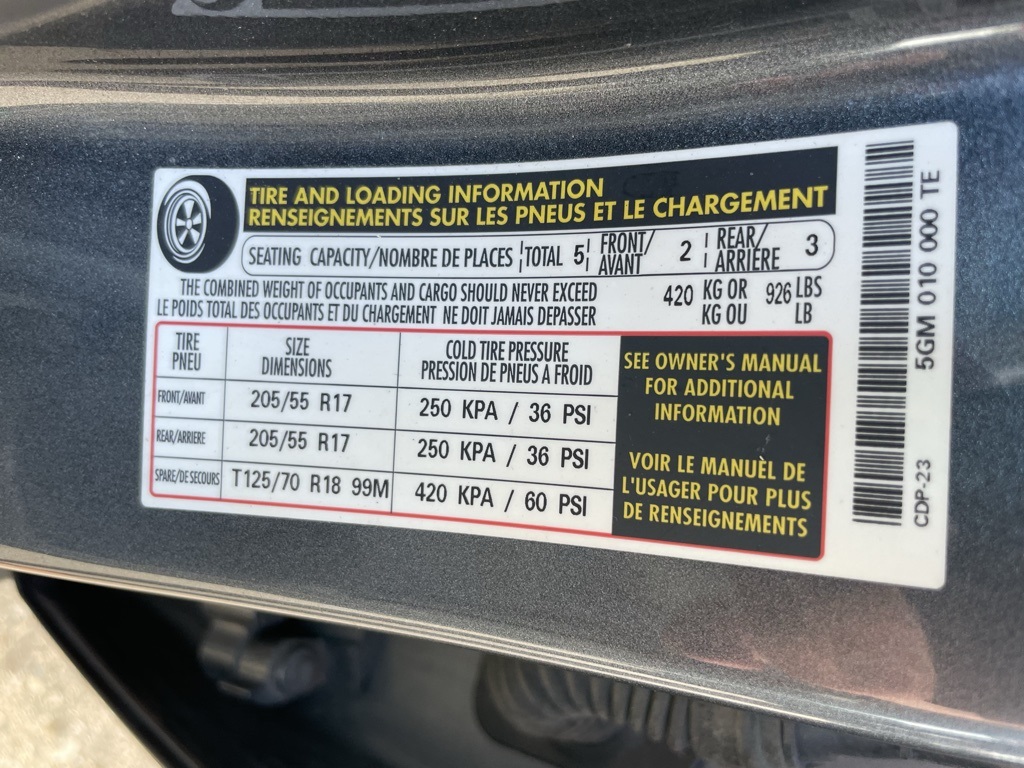 TIRE AND LOADING INFORMATION
RENSEIGNEMENTS SUR LES PNEUS ET LE CHARGEMENT
SEATING CAPACITY/NOMBRE DE PLACES TOTAL 5 FRONT/AVANT 2 REAR/ARRIÈRE 3
THE COMBINED WEIGHT OF OCCUPANTS AND CARGO SHOULD NEVER EXCEED 420 KG OR 926 LBS
LE POIDS TOTAL DES OCCUPANTS ET DU CHARGEMENT NE DOIT JAMAIS DEPASSER KG OU LB
TIRE PNEU
SIZE DIMENSIONS
COLD TIRE PRESSURE
PRESSION DE PNEUS A FROID
FRONT/AVANT 205/55 R17 250 KPA / 36 PSI
REAR/ARRIERE 205/55 R17 250 KPA / 36 PSI
SPARE/DE SECOURS T125/70 R18 99M 420 KPA / 60 PSI
SEE OWNER'S MANUAL
FOR ADDITIONAL
INFORMATION
VOIR LE MANUEL DE
L'USAGER POUR PLUS
DE RENSEIGNEMENTS
5GM 010 000 TE
CDP-23